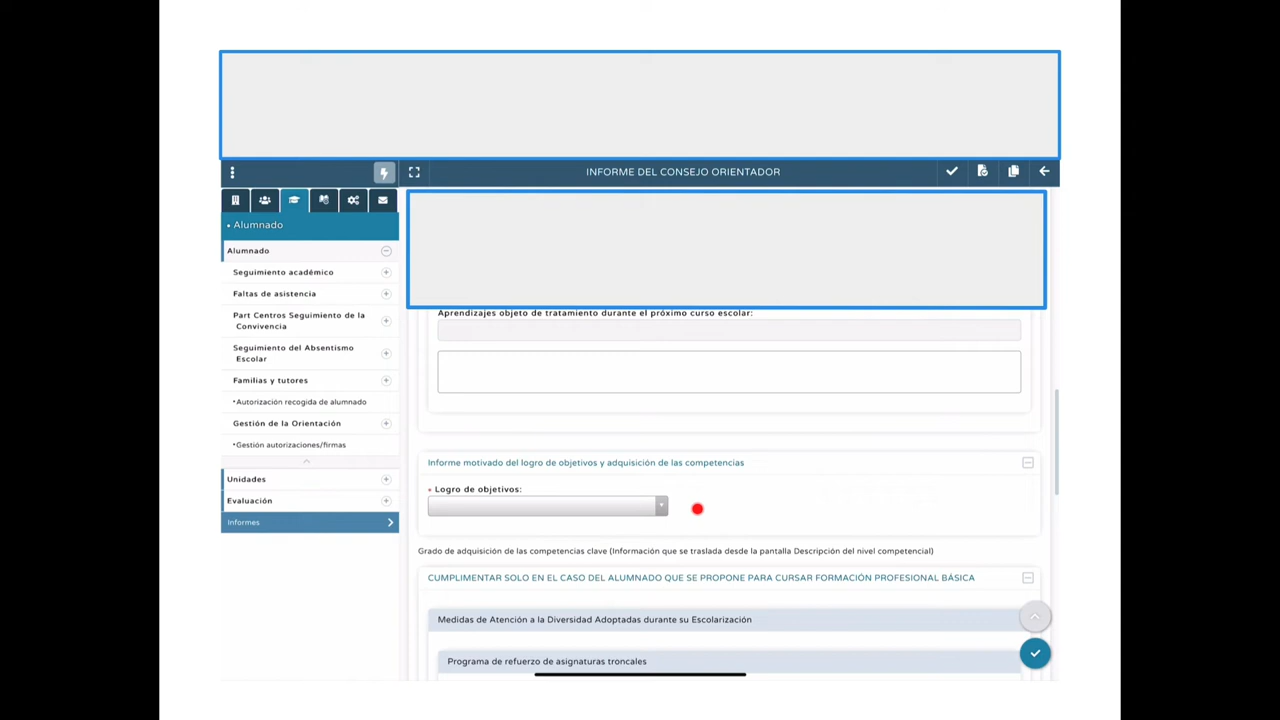 INFORME DEL CONSEJO ORIENTADOR
• Alumnado
Alumnado
Seguimiento académico
Faltas de asistencia
Part Centros Seguimiento de la
Convivencia
Seguimiento del Absentismo
Escolar
Familias y tutores
•Autorización recogida de alumnado
Gestión de la Orientación
•Gestión autorizaciones/firmas
Unidades
Evaluación
Informes
Aprendizajes objeto de tratamiento durante el próximo curso escolar:
Informe motivado del logro de objetivos y adquisición de las competencias
* Logro de objetivos:
Grado de adquisición de las competencias clave (Información que se traslada desde la pantalla Descripción del nivel competencial)
CUMPLIMENTAR SOLO EN EL CASO DEL ALUMNADO QUE SE PROPONE PARA CURSAR FORMACIÓN PROFESIONAL BÁSICA
Medidas de Atención a la Diversidad Adoptadas durante su Escolarización
Programa de refuerzo de asignaturas troncales